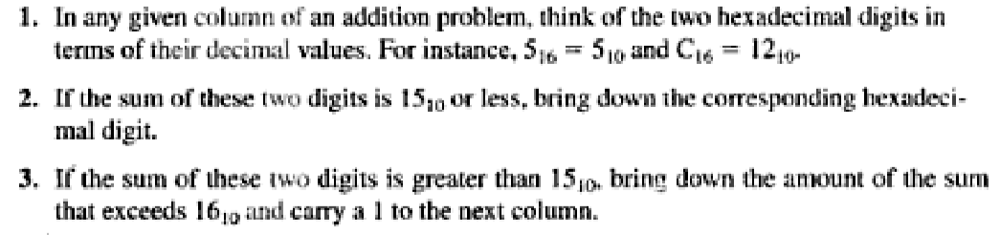 1. In any given column of an addition problem, think of the two hexadecimal digits in
terms of their decimal values. For instance, 5₁₆ = 5₁₀ and C₁₆ = 12₁₀.
2. If the sum of these two digits is 15₁₀ or less, bring down the corresponding hexadeci-
mal digit.
3. If the sum of these two digits is greater than 15₁₀, bring down the amount of the sum
that exceeds 16₁₀ and carry a 1 to the next column.